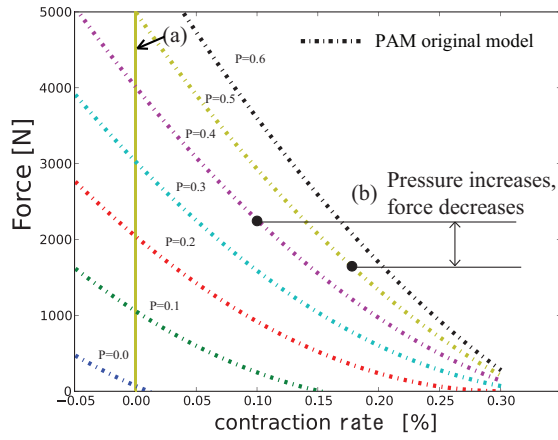 5000
4000
3000
2000
1000
0
Force [N]
(a)
PAM original model
P=0.6
P=0.5
P=0.4
P=0.3
P=0.2
P=0.1
P=0.0
(b)
Pressure increases,
force decreases
−0.05 0.00 0.05 0.10 0.15 0.20 0.25 0.30
contraction rate [%]